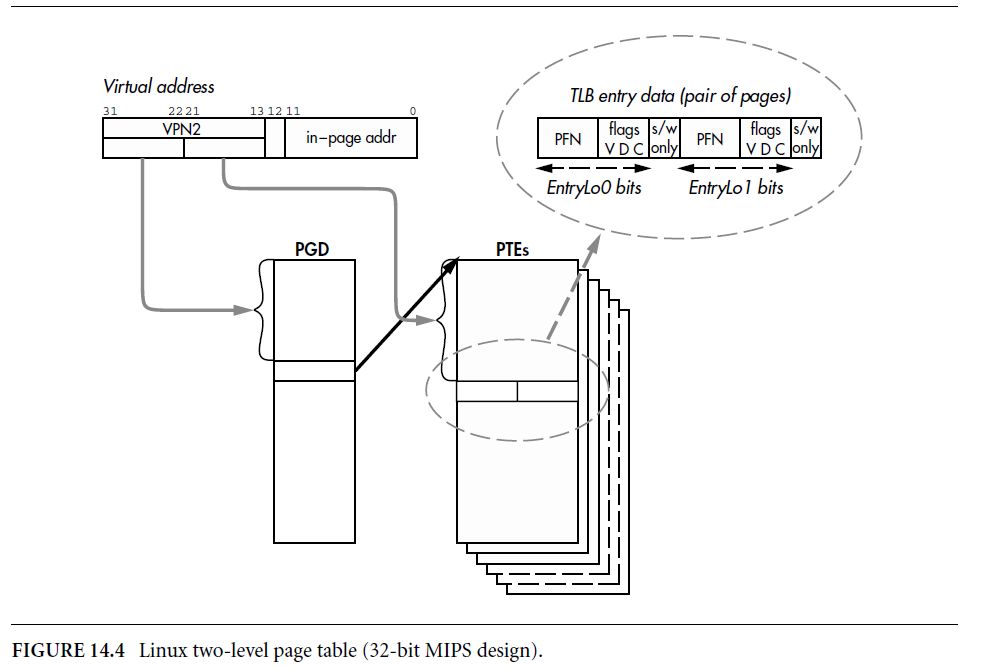 Virtual address
31 22 21 13 12 11 0
VPN2
in-page addr
TLB entry data (pair of pages)
PFN flags V D C s/w only PFN flags V D C s/w only
EntryLo0 bits EntryLo1 bits
PGD PTEs
FIGURE 14.4 Linux two-level page table (32-bit MIPS design).